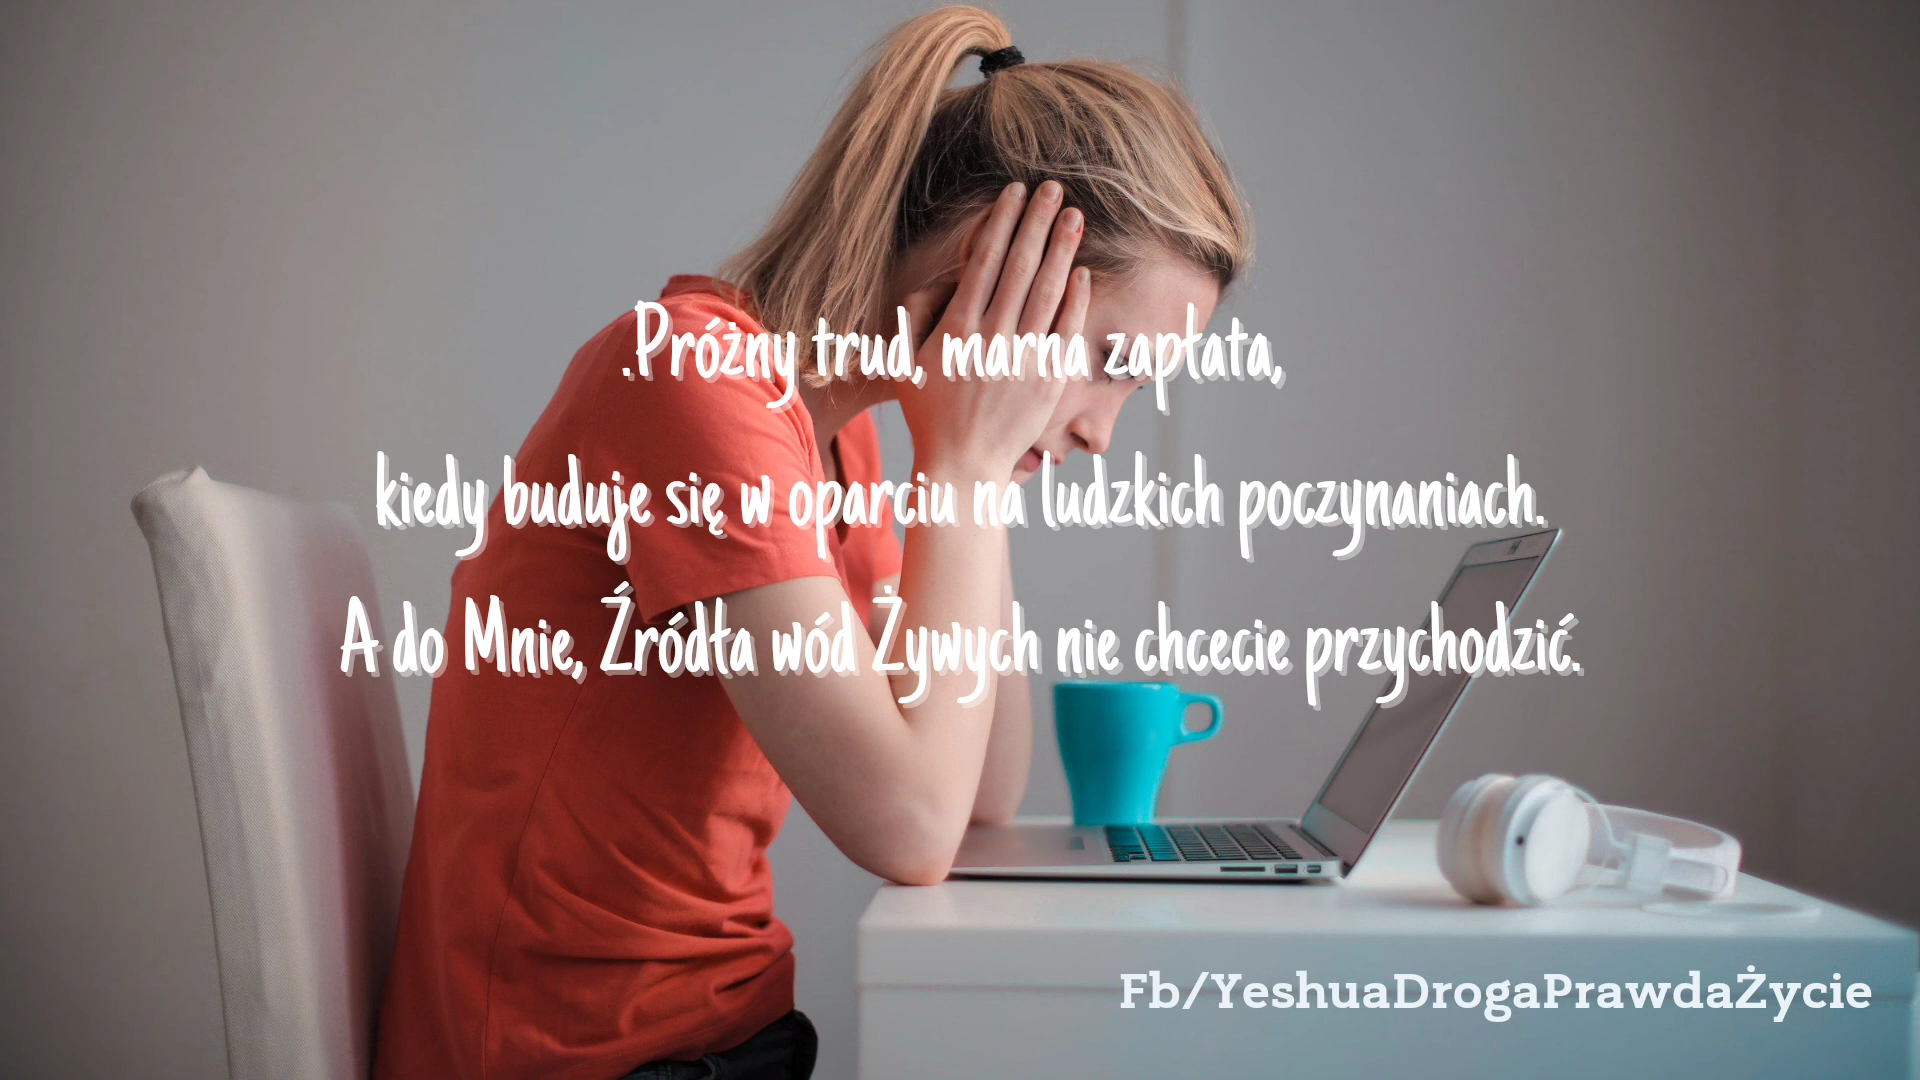 .Próżny trud, marna zapłata,
kiedy buduje się w oparciu na ludzkich poczynaniach.
A do Mnie, Źródła wód Żywych nie chcecie przychodzić.
Fb/YeshuaDrogaPrawdaŻycie